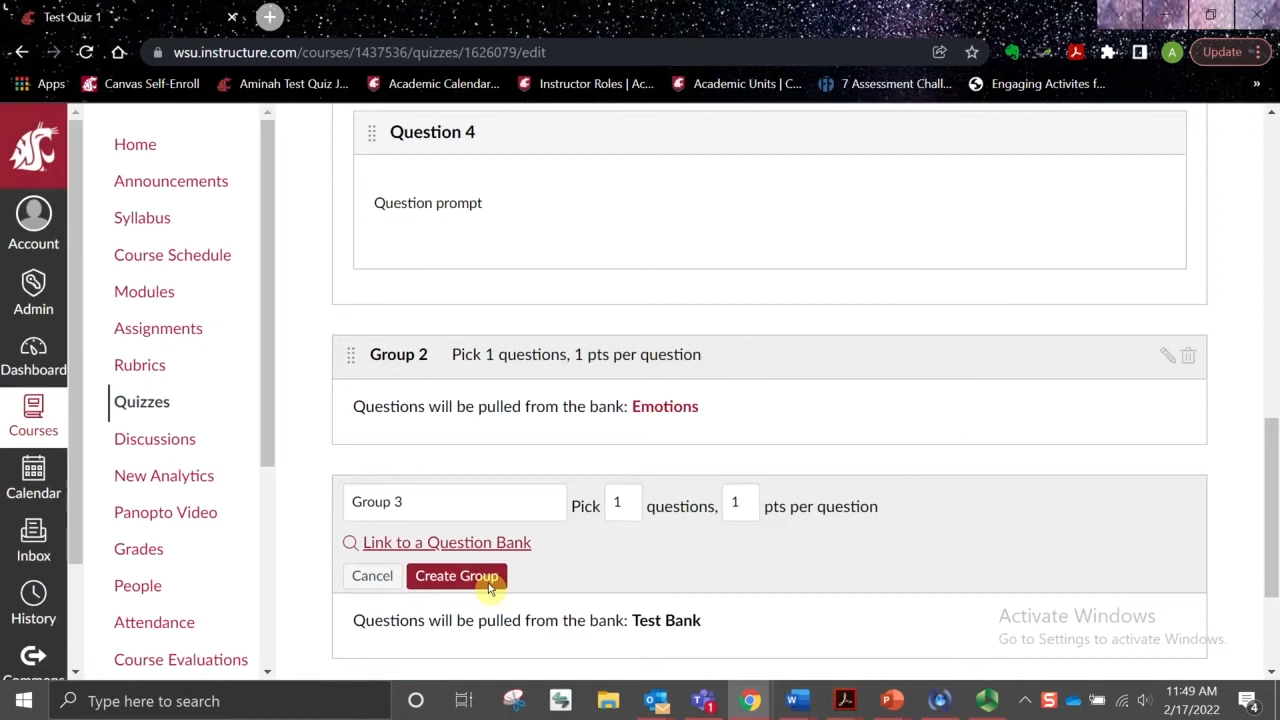 Test Quiz 1
wsu.instructure.com/courses/1437536/quizzes/1626079/edit
A
Update
Apps
Canvas Self-Enroll
Aminah Test Quiz J...
Academic Calendar...
Instructor Roles | Ac...
Academic Units | C...
7 Assessment Chall...
Engaging Activites f...
»
Account
Admin
Dashboard
Courses
Calendar
Inbox
History
Commons
Home
Announcements
Syllabus
Course Schedule
Modules
Assignments
Rubrics
Quizzes
Discussions
New Analytics
Panopto Video
Grades
People
Attendance
Course Evaluations
Question 4
Question prompt
Group 2 Pick 1 questions, 1 pts per question
Questions will be pulled from the bank: Emotions
Group 3 Pick 1 questions, 1 pts per question
Link to a Question Bank
Cancel Create Group
Questions will be pulled from the bank: Test Bank
Activate Windows
Go to Settings to activate Windows.
Type here to search
1
11:49 AM
2/17/2022
4